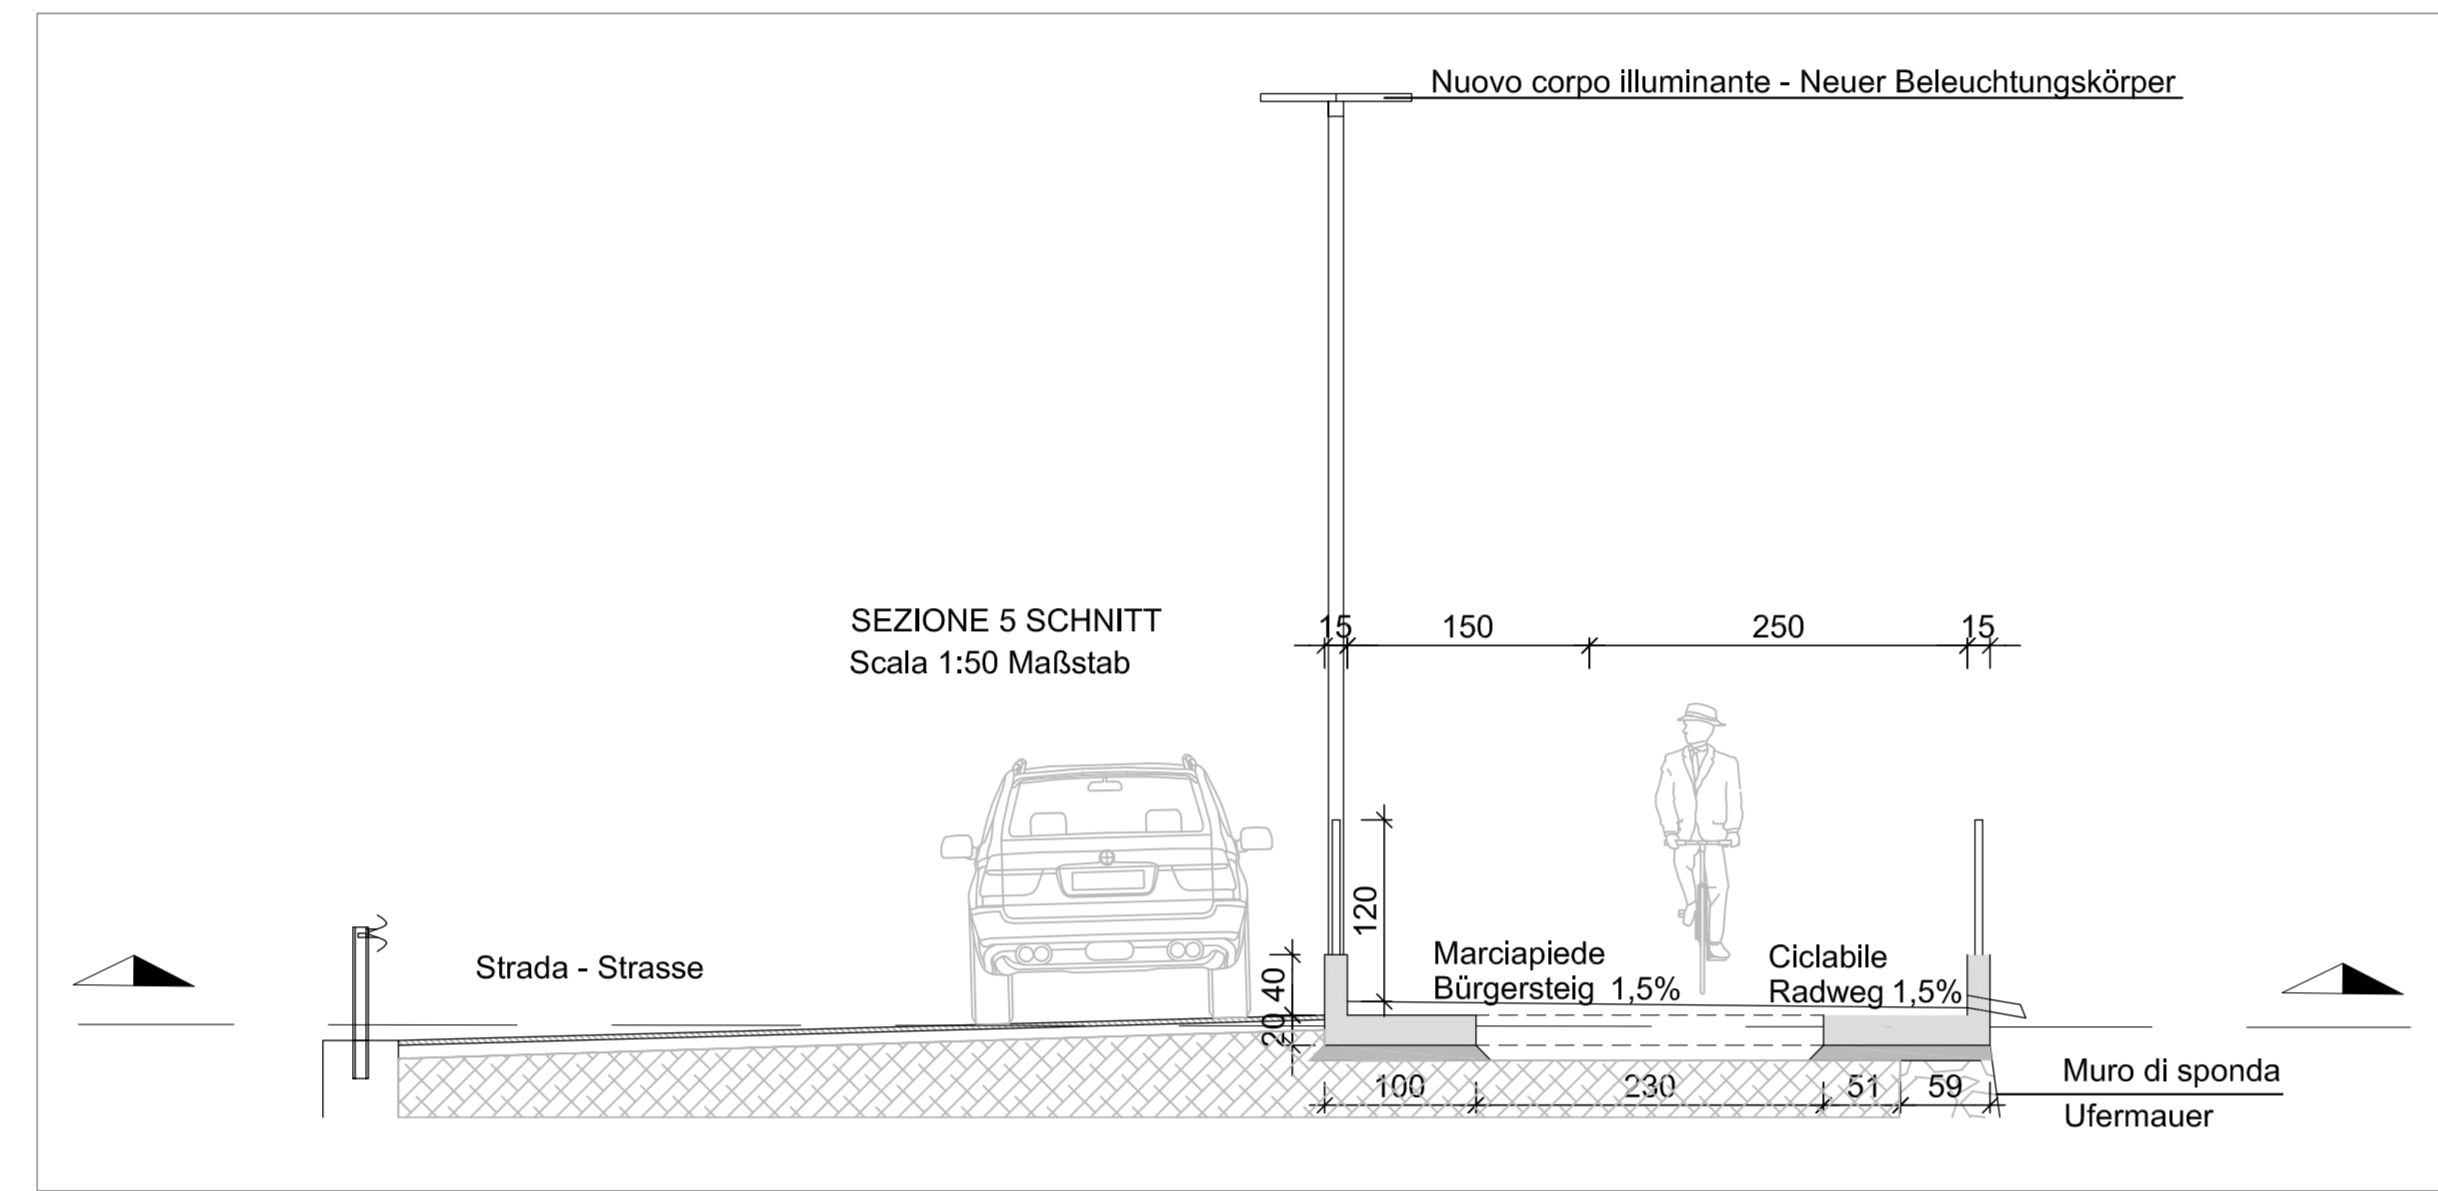 Nuovo corpo illuminante - Neuer Beleuchtungskörper
SEZIONE 5 SCHNITT
Scala 1:50 Maßstab
15 150 250 15
120
40
20
Strada - Strasse
Marciapiede
Bürgersteig 1,5%
Ciclabile
Radweg 1,5%
100 230 51 59
Muro di sponda
Ufermauer